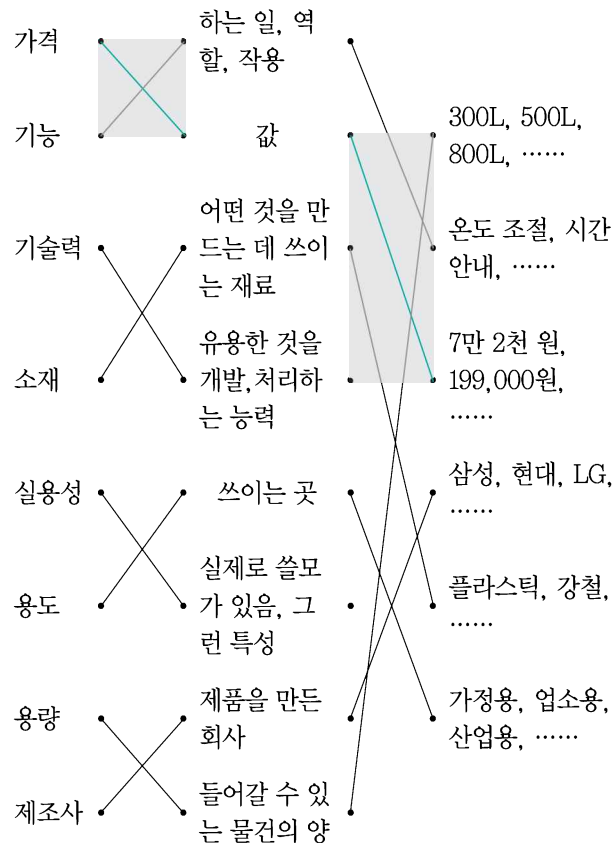 가격
하는 일, 역
할, 작용
기능
값
300L, 500L,
800L, ……
기술력
어떤 것을 만
드는 데 쓰이
는 재료
온도 조절, 시간
안내, ……
소재
유용한 것을
개발,처리하
는 능력
7만 2천 원,
199,000원,
……
실용성
쓰이는 곳
삼성, 현대, LG,
……
용도
실제로 쓸모
가 있음, 그
런 특성
플라스틱, 강철,
……
용량
제품을 만든
회사
가정용, 업소용,
산업용, ……
제조사
들어갈 수 있
는 물건의 양